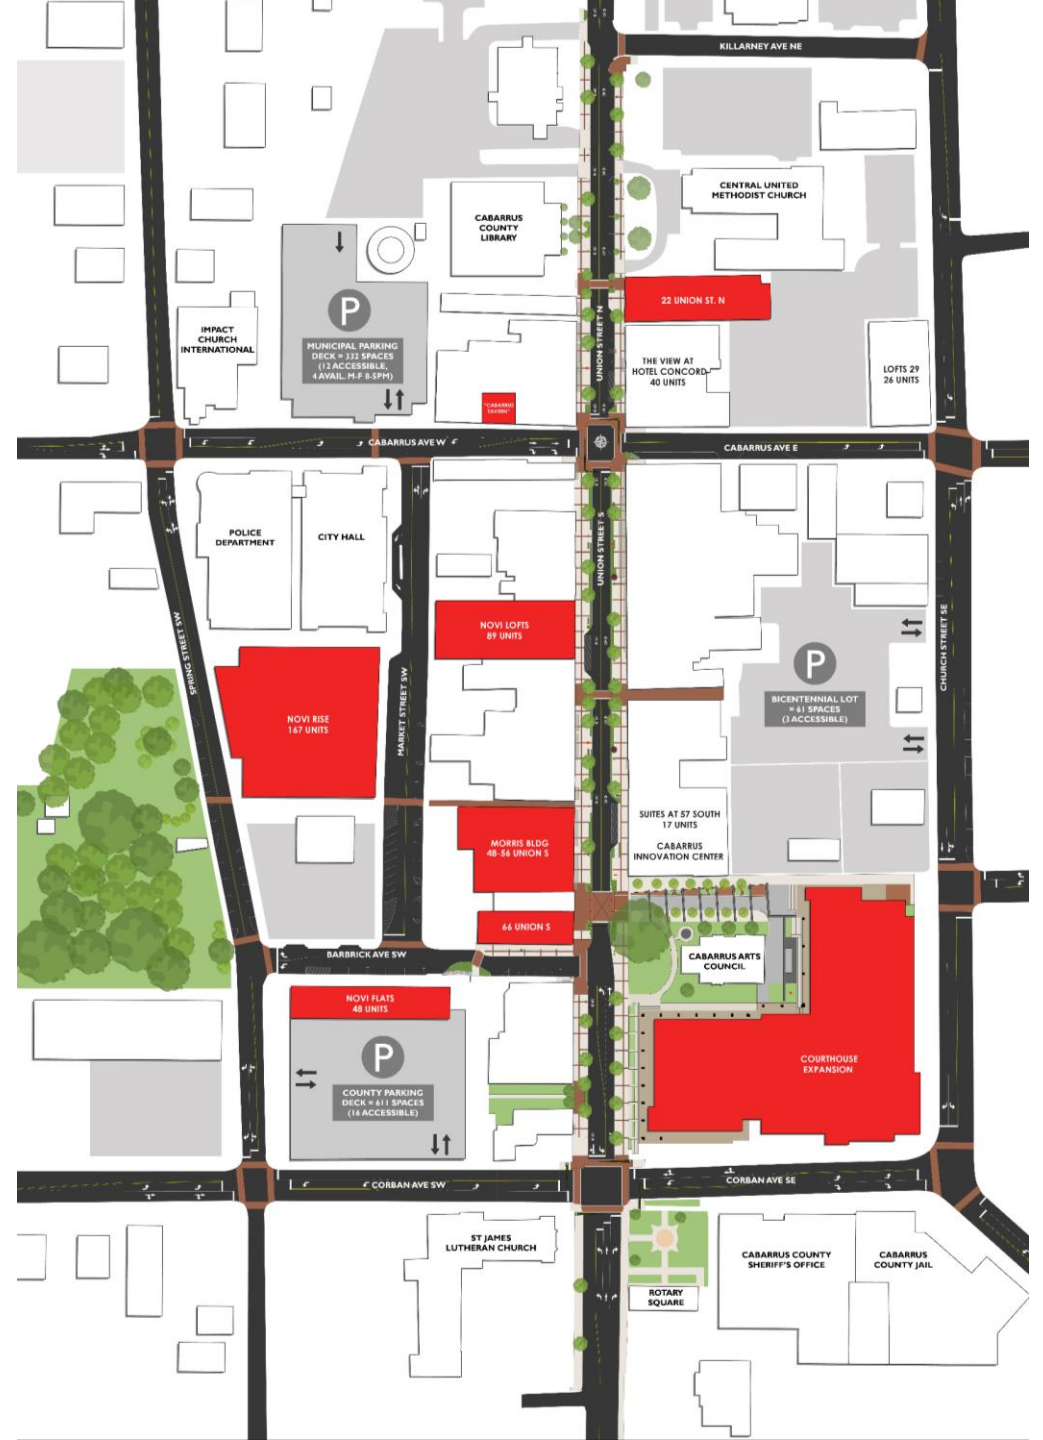 KILLARNEY AVE NE
CENTRAL UNITED
METHODIST CHURCH
CABARRUS
COUNTY
LIBRARY
22 UNION ST. N
P
MUNICIPAL PARKING
DECK = 332 SPACES
(12 ACCESSIBLE,
4 AVAIL. M-F 8-5PM)
IMPACT
CHURCH
INTERNATIONAL
UNION STREET N
THE VIEW AT
HOTEL CONCORD
40 UNITS
LOFTS 29
26 UNITS
"CABARRUS
TAVERN"
CABARRUS AVE W
CABARRUS AVE E
POLICE
DEPARTMENT
CITY HALL
UNION STREET S
NOVI LOFTS
89 UNITS
SPRING STREET SW
MARKET STREET SW
CHURCH STREET SE
P
BICENTENNIAL LOT
= 61 SPACES
(3 ACCESSIBLE)
NOVI RISE
167 UNITS
SUITES AT 57 SOUTH
17 UNITS
CABARRUS
INNOVATION CENTER
MORRIS BLDG
48-56 UNION S
66 UNION S
BARBRICK AVE SW
CABARRUS ARTS
COUNCIL
NOVI FLATS
48 UNITS
P
COUNTY PARKING
DECK = 611 SPACES
(16 ACCESSIBLE)
COURTHOUSE
EXPANSION
CORBAN AVE SW
CORBAN AVE SE
ST JAMES
LUTHERAN CHURCH
CABARRUS COUNTY
SHERIFF'S OFFICE
CABARRUS
COUNTY JAIL
ROTARY
SQUARE